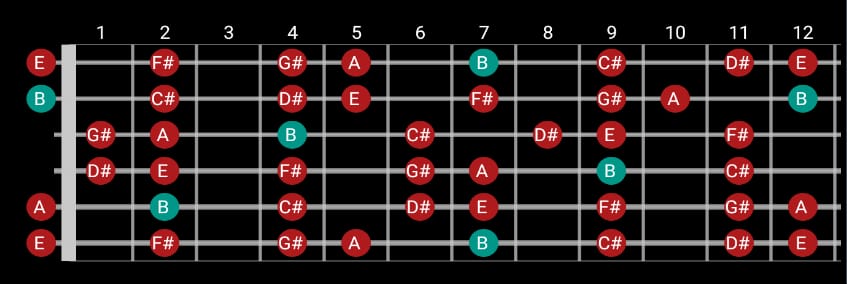 1 2 3 4 5 6 7 8 9 10 11 12
E F# G# A B C# D# E
B C# D# E F# G# A B
G# A B C# D# E F#
D# E F# G# A B C#
A B C# D# E F# G# A
E F# G# A B C# D# E